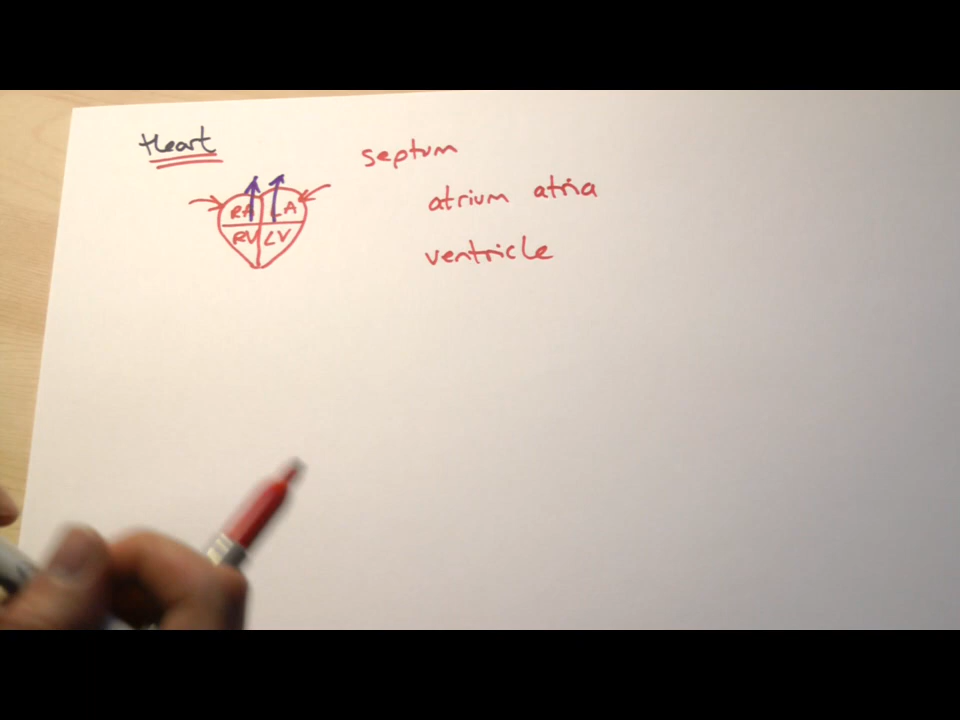 Heart
septum
RA LA
atrium atria
RV LV
ventricle